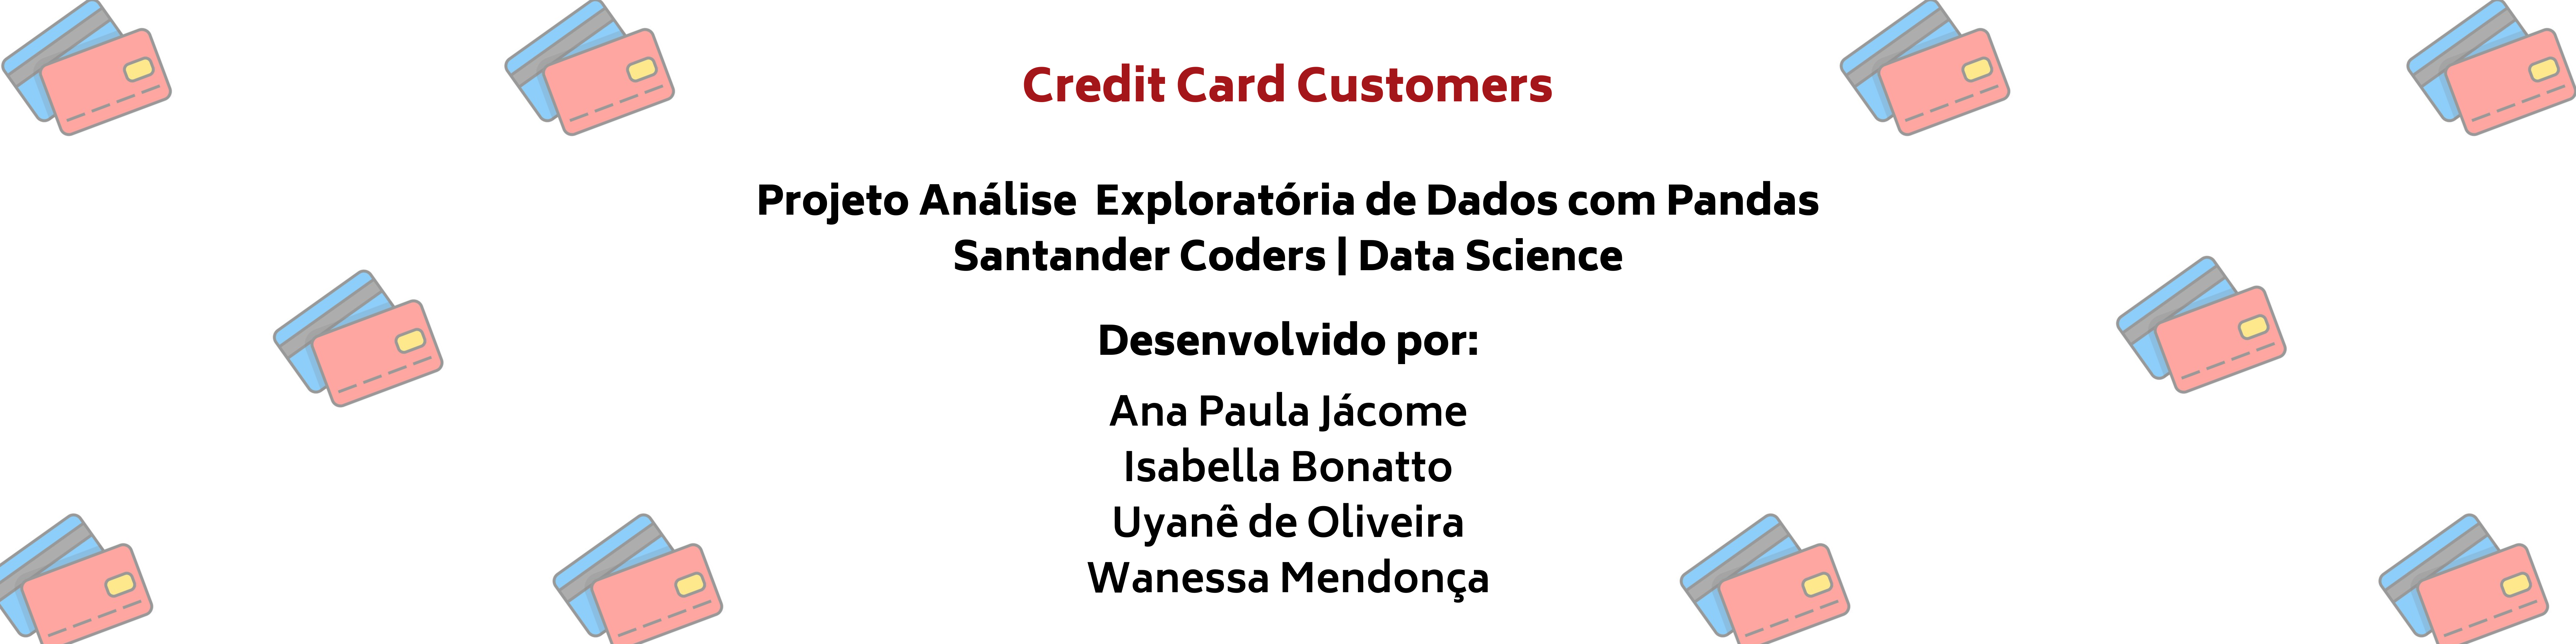 Credit Card Customers
Projeto Análise  Exploratória de Dados com Pandas
Santander Coders | Data Science
Desenvolvido por:
Ana Paula Jácome
Isabella Bonatto
Uyanê de Oliveira
Wanessa Mendonça